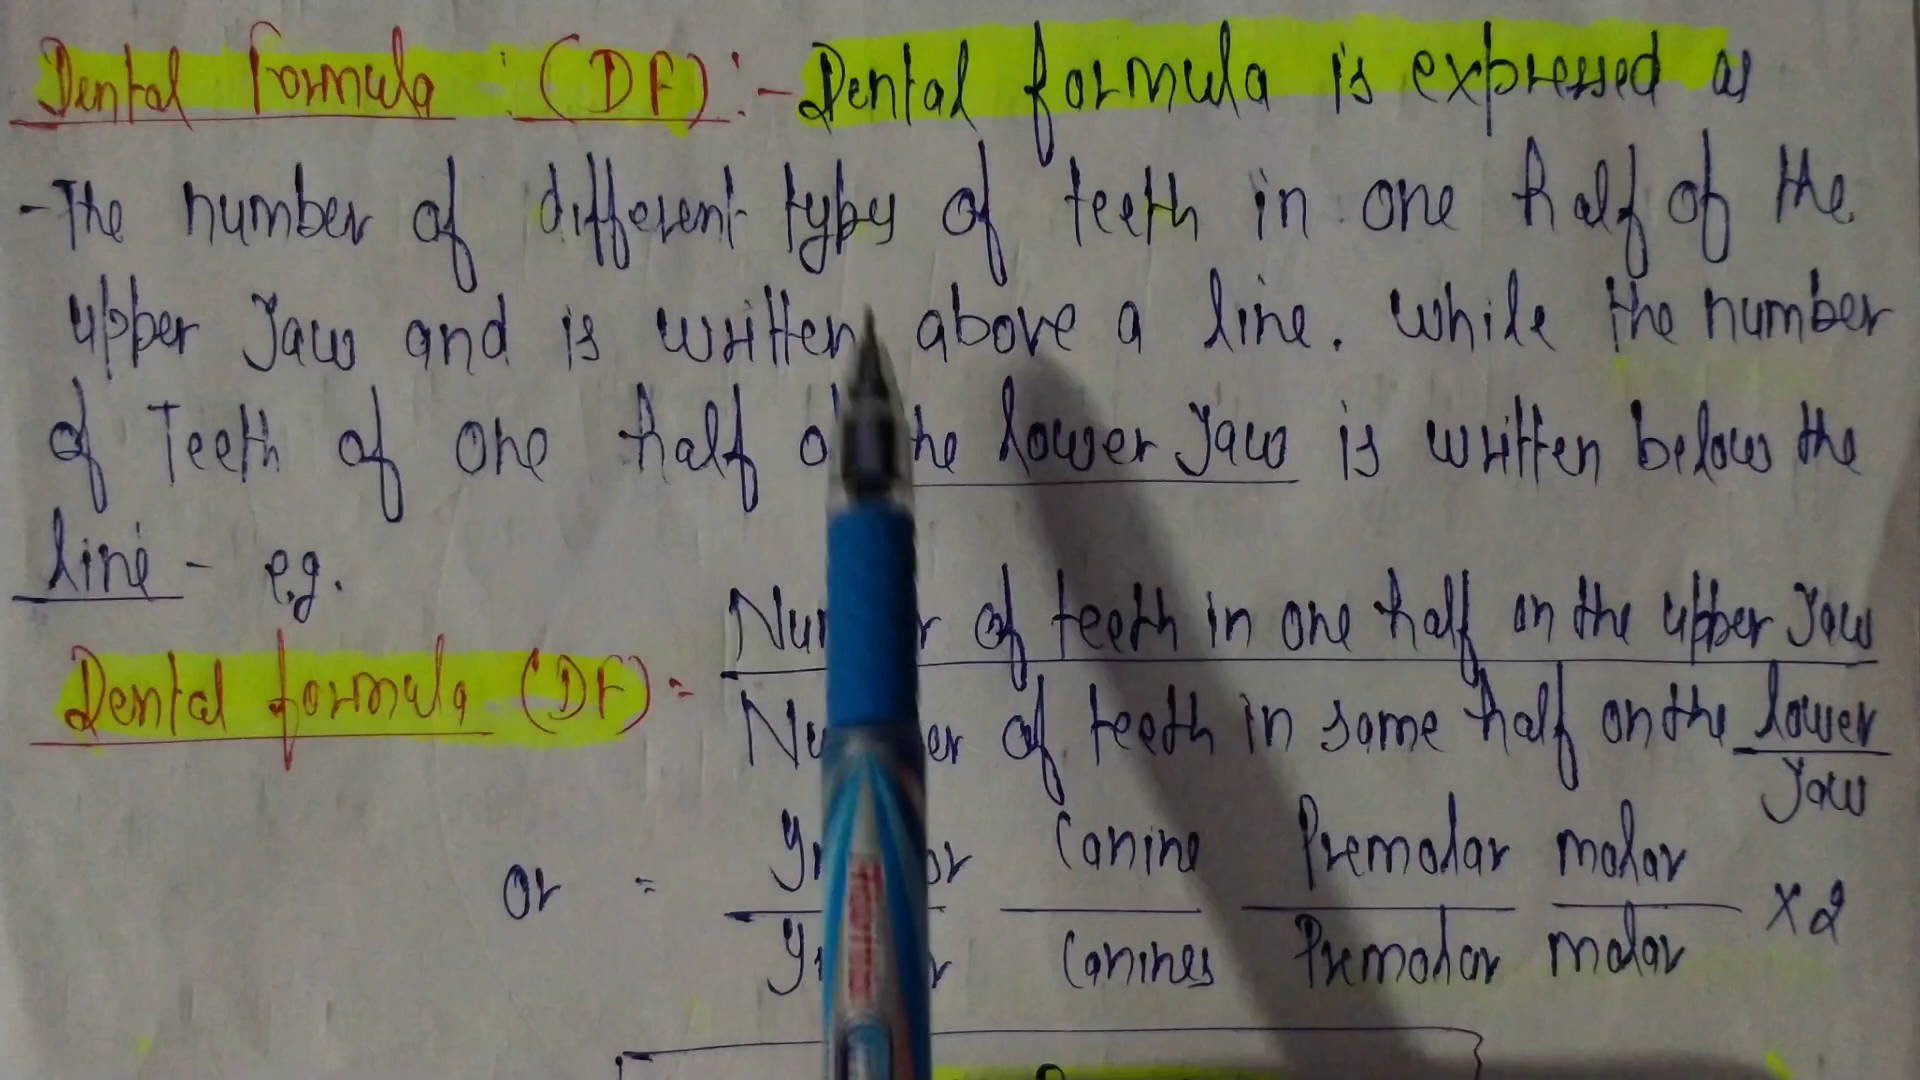 Dental Formula : (DF) :- Dental formula is expressed as
- The number of different types of teeth in one half of the
upper Jaw and is written above a line. While the number
of Teeth of one half the lower Jaw is written below the
line - e.g.
of teeth in one half on the upper Jaw
Dental formula (DF) =
of teeth in same half on the lower
Jaw
Canine Premolar molar
or = × 2
Canines Premolar molar